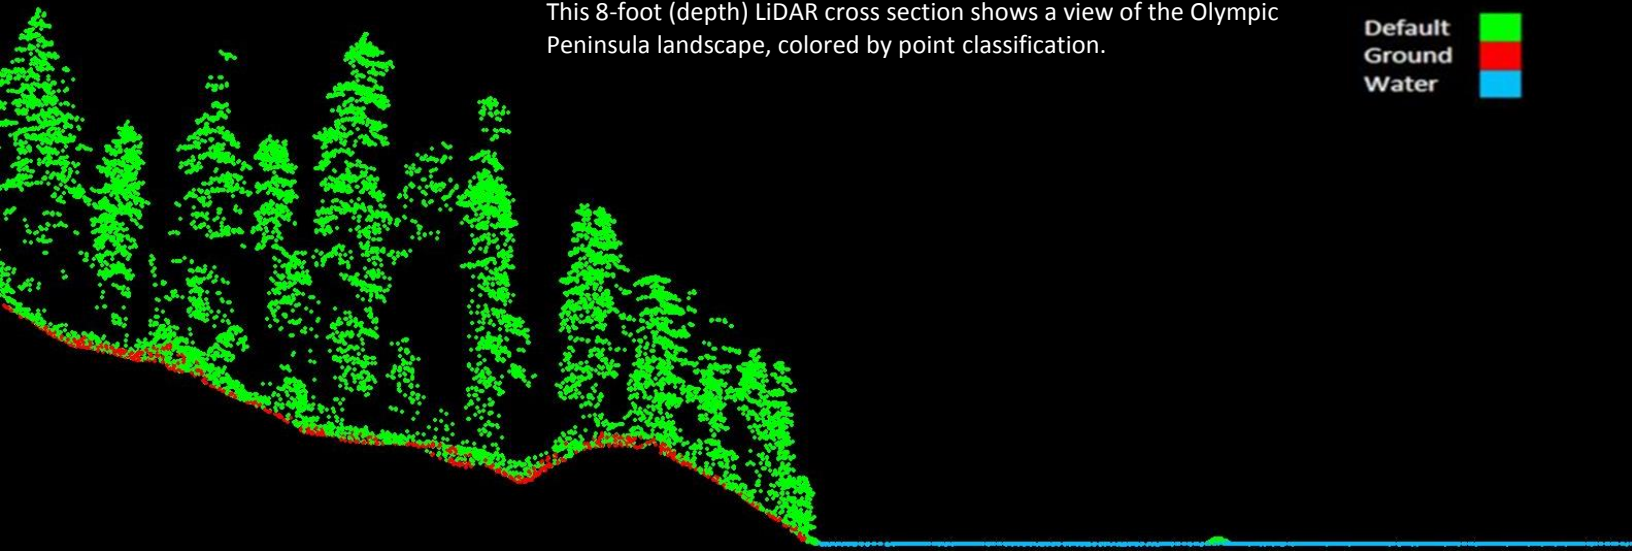 This 8-foot (depth) LiDAR cross section shows a view of the Olympic
Peninsula landscape, colored by point classification.
Default
Ground
Water